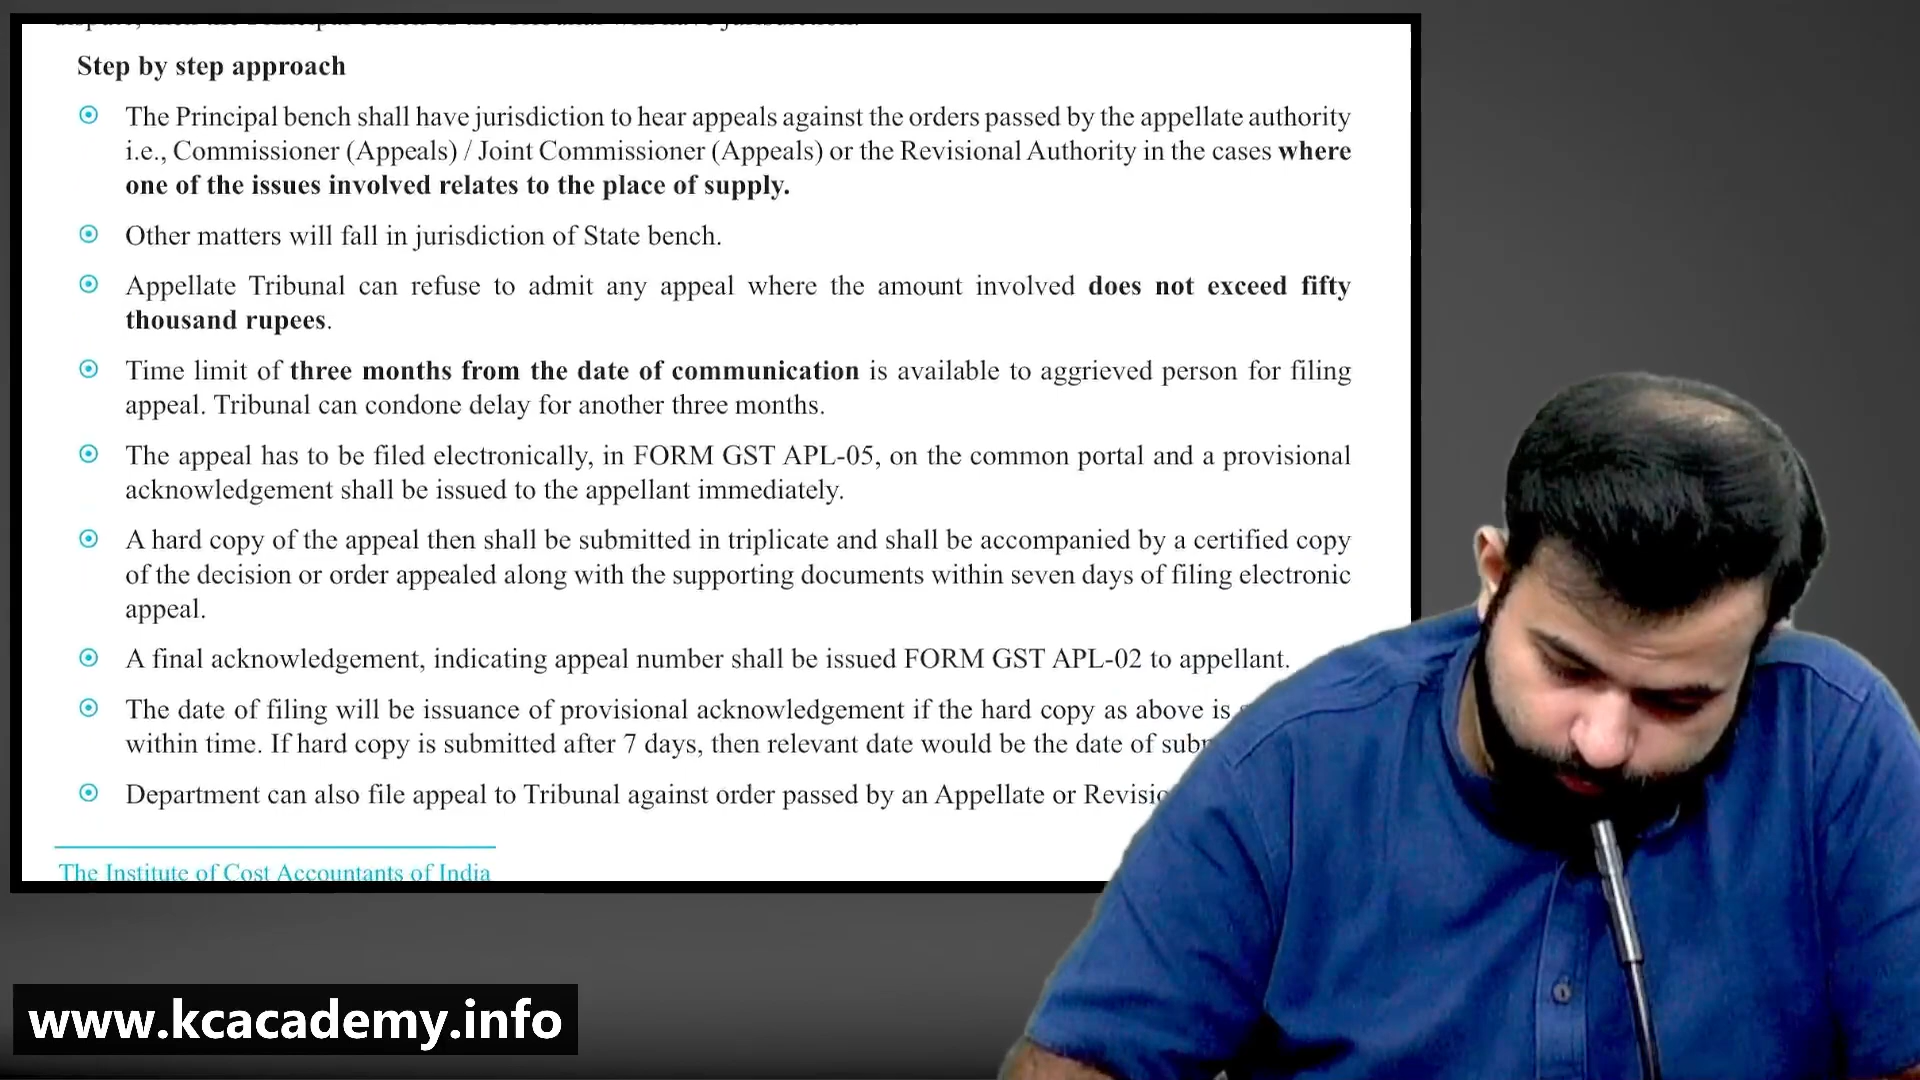 Step by step approach
The Principal bench shall have jurisdiction to hear appeals against the orders passed by the appellate authority
i.e., Commissioner (Appeals) / Joint Commissioner (Appeals) or the Revisional Authority in the cases where
one of the issues involved relates to the place of supply.
Other matters will fall in jurisdiction of State bench.
Appellate Tribunal can refuse to admit any appeal where the amount involved does not exceed fifty
thousand rupees.
Time limit of three months from the date of communication is available to aggrieved person for filing
appeal. Tribunal can condone delay for another three months.
The appeal has to be filed electronically, in FORM GST APL-05, on the common portal and a provisional
acknowledgement shall be issued to the appellant immediately.
A hard copy of the appeal then shall be submitted in triplicate and shall be accompanied by a certified copy
of the decision or order appealed along with the supporting documents within seven days of filing electronic
appeal.
A final acknowledgement, indicating appeal number shall be issued FORM GST APL-02 to appellant.
The date of filing will be issuance of provisional acknowledgement if the hard copy as above is
within time. If hard copy is submitted after 7 days, then relevant date would be the date of
Department can also file appeal to Tribunal against order passed by an Appellate or
The Institute of Cost Accountants of India
www.kcacademy.info